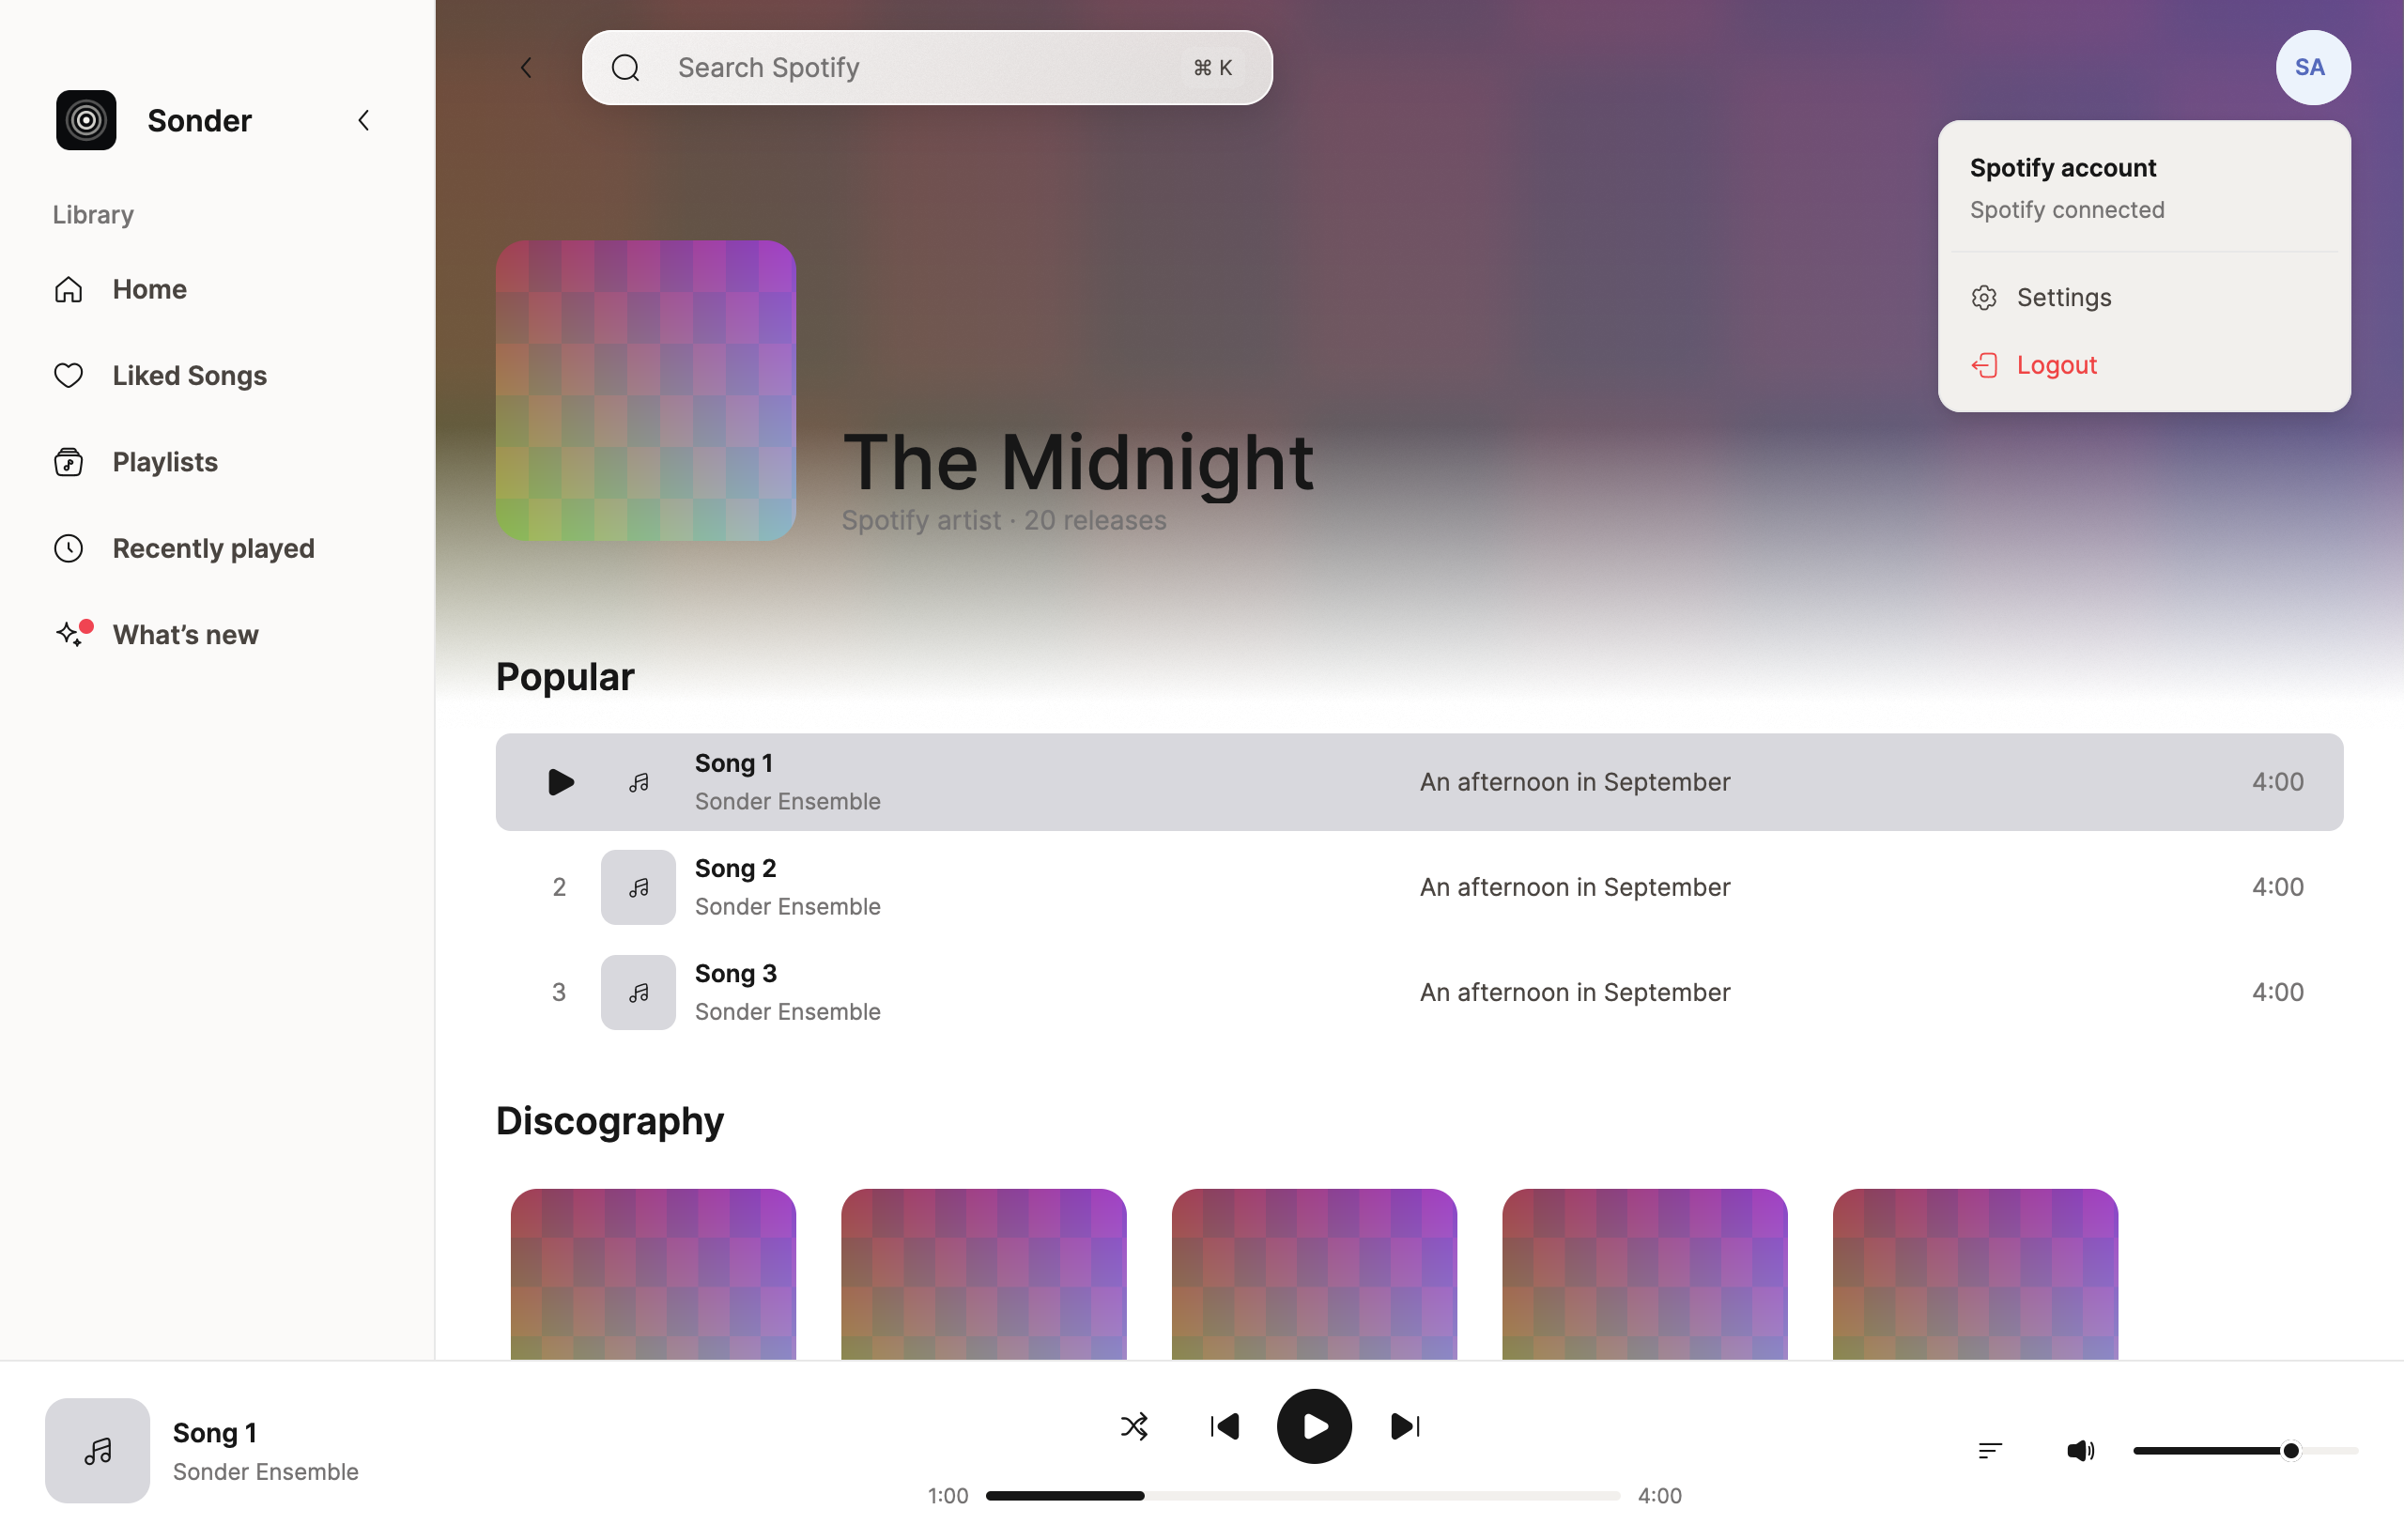 Sonder
Library
Home
Liked Songs
Playlists
Recently played
What’s new
Search Spotify
⌘ K
SA
Spotify account
Spotify connected
Settings
Logout
The Midnight
Spotify artist · 20 releases
Popular
Song 1
Sonder Ensemble
An afternoon in September
4:00
2
Song 2
Sonder Ensemble
An afternoon in September
4:00
3
Song 3
Sonder Ensemble
An afternoon in September
4:00
Discography
Song 1
Sonder Ensemble
1:00
4:00